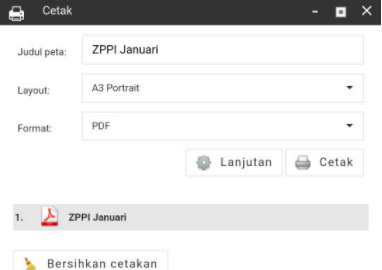 Cetak
Judul peta: ZPPI Januari
Layout: A3 Portrait
Format: PDF
Lanjutan Cetak
1. ZPPI Januari
Bersihkan cetakan